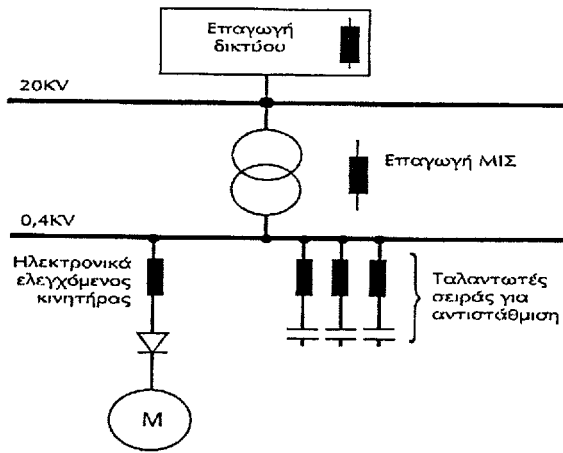 Επαγωγή
δικτύου
20KV
Επαγωγή ΜΙΣ
0,4KV
Ηλεκτρονικά
ελεγχόμενος
κινητήρας
Ταλαντωτές
σειράς για
αντιστάθμιση
M